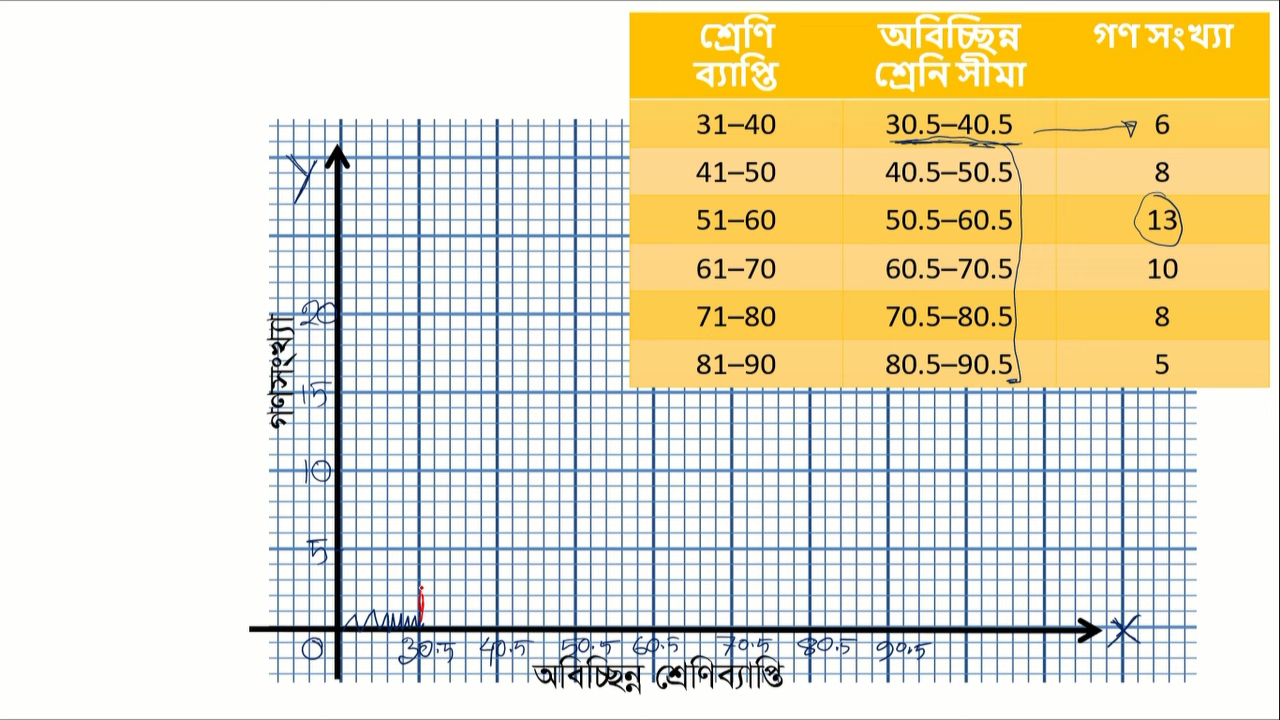 শ্রেণি ব্যাপ্তি অবিচ্ছিন্ন শ্রেনি সীমা গণ সংখ্যা
31–40 30.5–40.5 6
41–50 40.5–50.5 8
51–60 50.5–60.5 13
61–70 60.5–70.5 10
71–80 70.5–80.5 8
81–90 80.5–90.5 5
Y
গণসংখ্যা
20
15
10
5
0 30.5 40.5 50.5 60.5 70.5 80.5 90.5 X
অবিচ্ছিন্ন শ্রেণিব্যাপ্তি